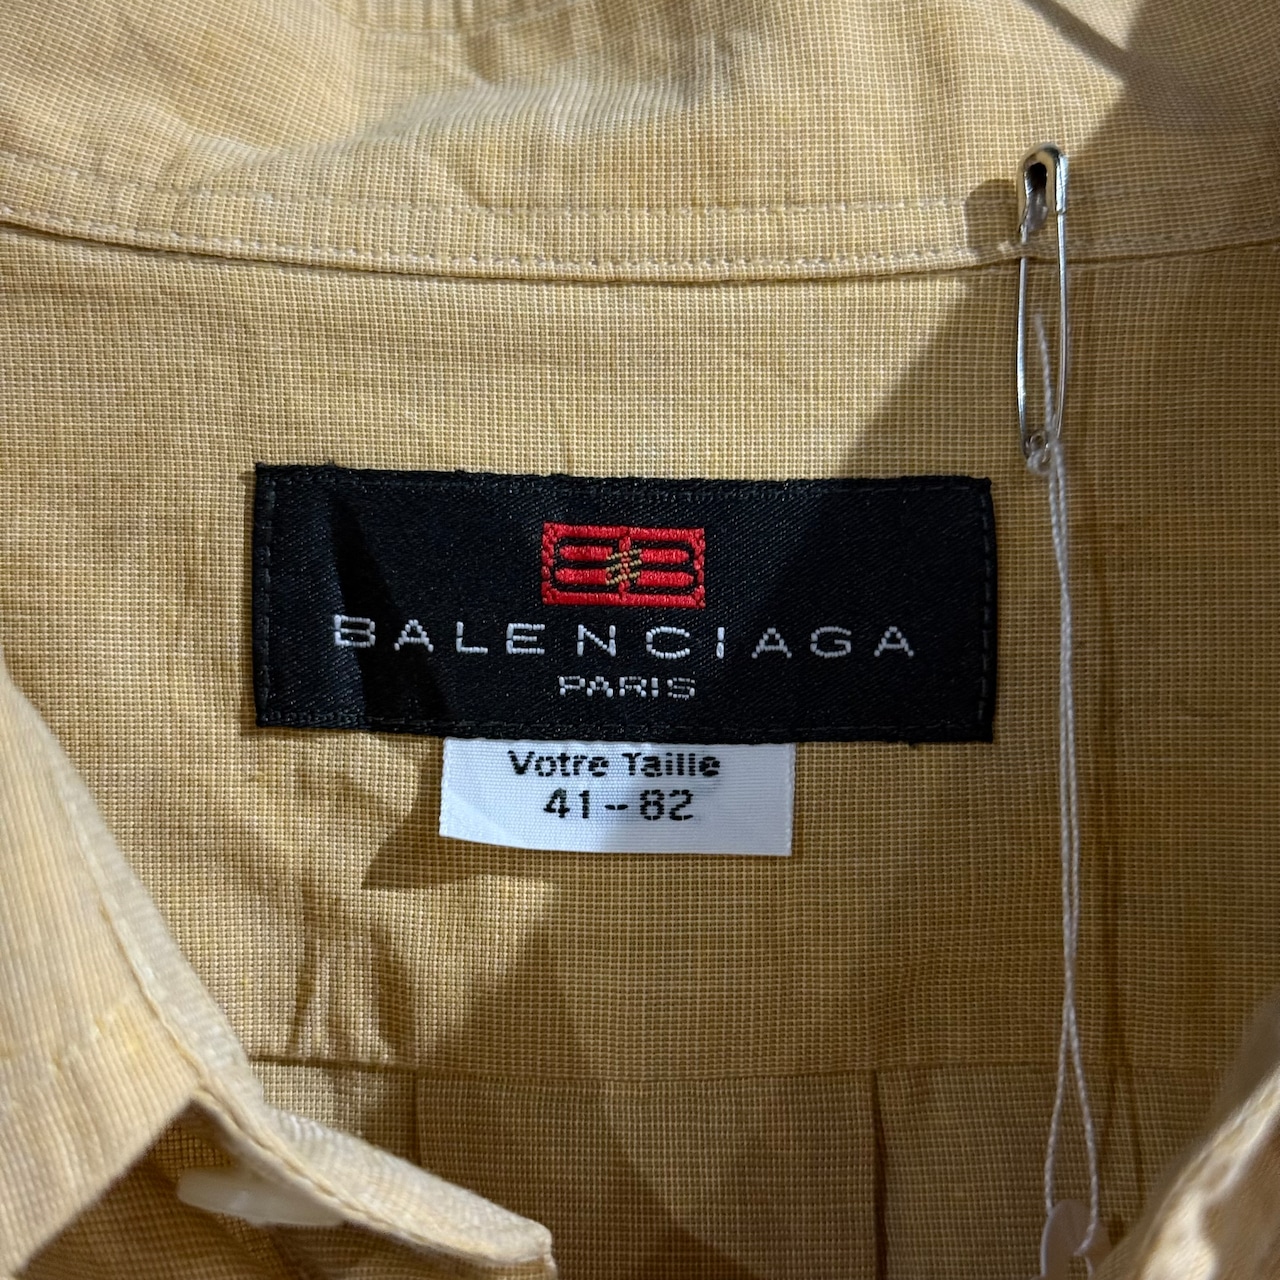 BALENCIAGA
PARIS
Votre Taille
41-82